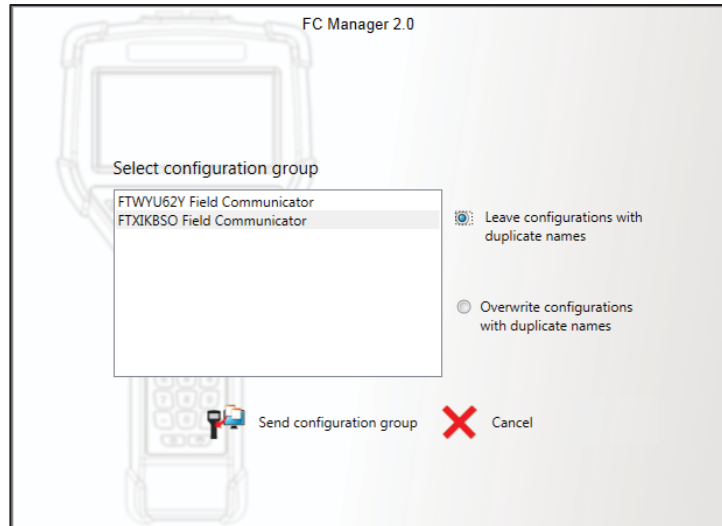 FC Manager 2.0
Select configuration group
FTWYU62Y Field Communicator
FTXIKBSO Field Communicator
Leave configurations with
duplicate names
Overwrite configurations
with duplicate names
Send configuration group
Cancel